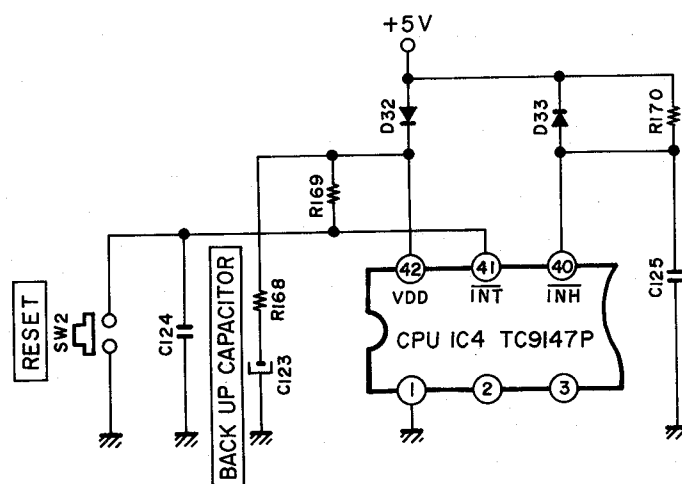 +5V
D32
D33
R170
R169
42
41
40
VDD
INT
INH
C125
RESET
SW2
C124
BACK UP CAPACITOR
R168
C123
CPU IC4 TC9147P
1
2
3